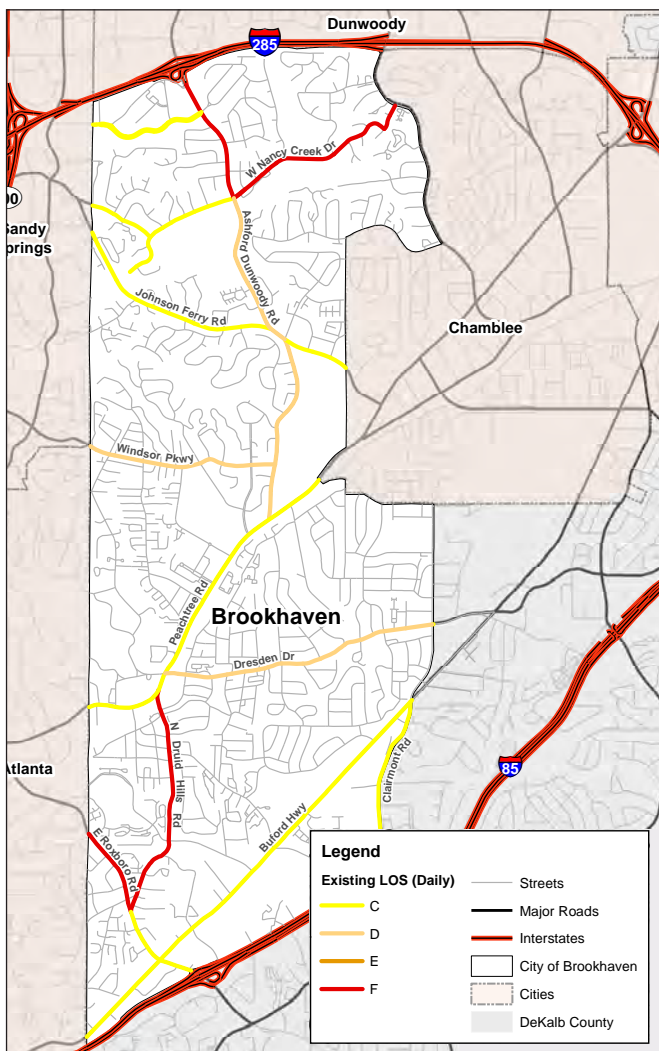 Dunwoody
285
W Nancy Creek Dr
00
Sandy
Springs
Ashford Dunwoody Rd
Johnson Ferry Rd
Chamblee
Windsor Pkwy
Peachtree Rd
Brookhaven
Dresden Dr
N Druid Hills Rd
Atlanta
Clairmont Rd
85
Buford Hwy
E Roxboro Rd
Legend
Existing LOS (Daily)
C
D
E
F
Streets
Major Roads
Interstates
City of Brookhaven
Cities
DeKalb County